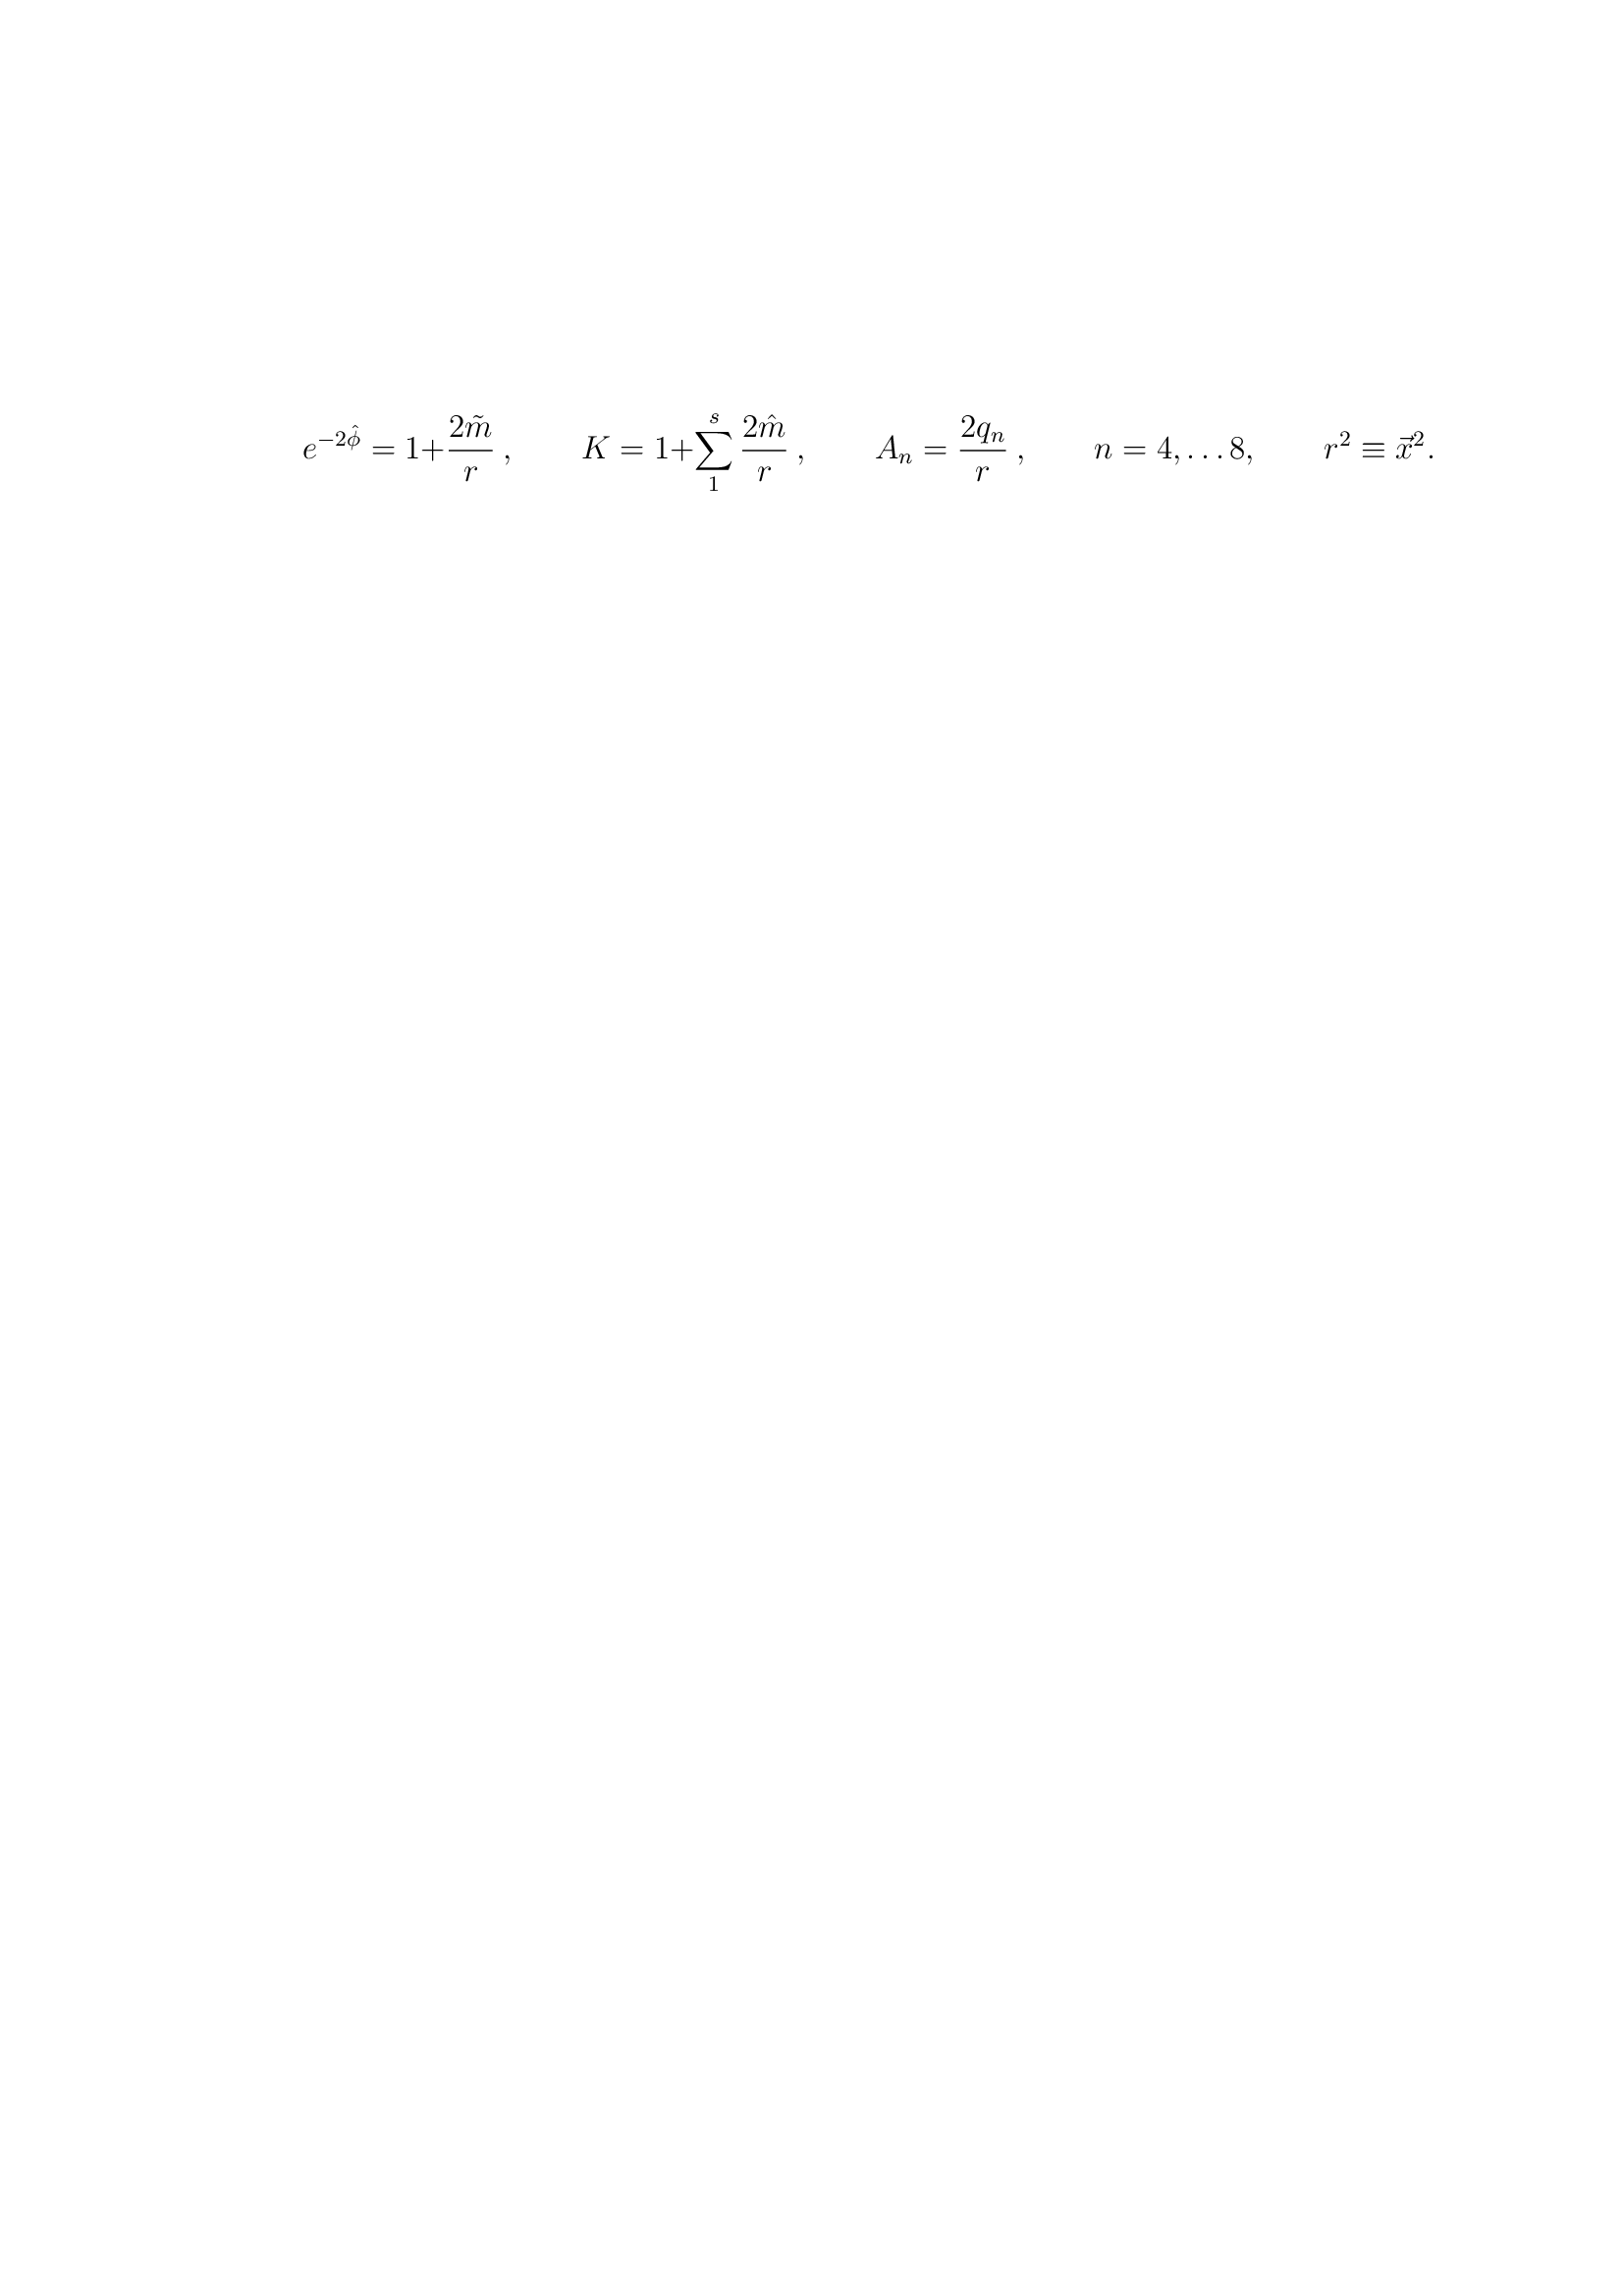 $e^{-2\hat{\phi}} = 1 + \frac{2\tilde{m}}{r}\ , \qquad K = 1 + \sum_{1}^{s} \frac{2\hat{m}}{r}\ , \qquad A_n = \frac{2q_n}{r}\ , \qquad n = 4, \ldots 8, \qquad r^2 \equiv \vec{x}^2.$